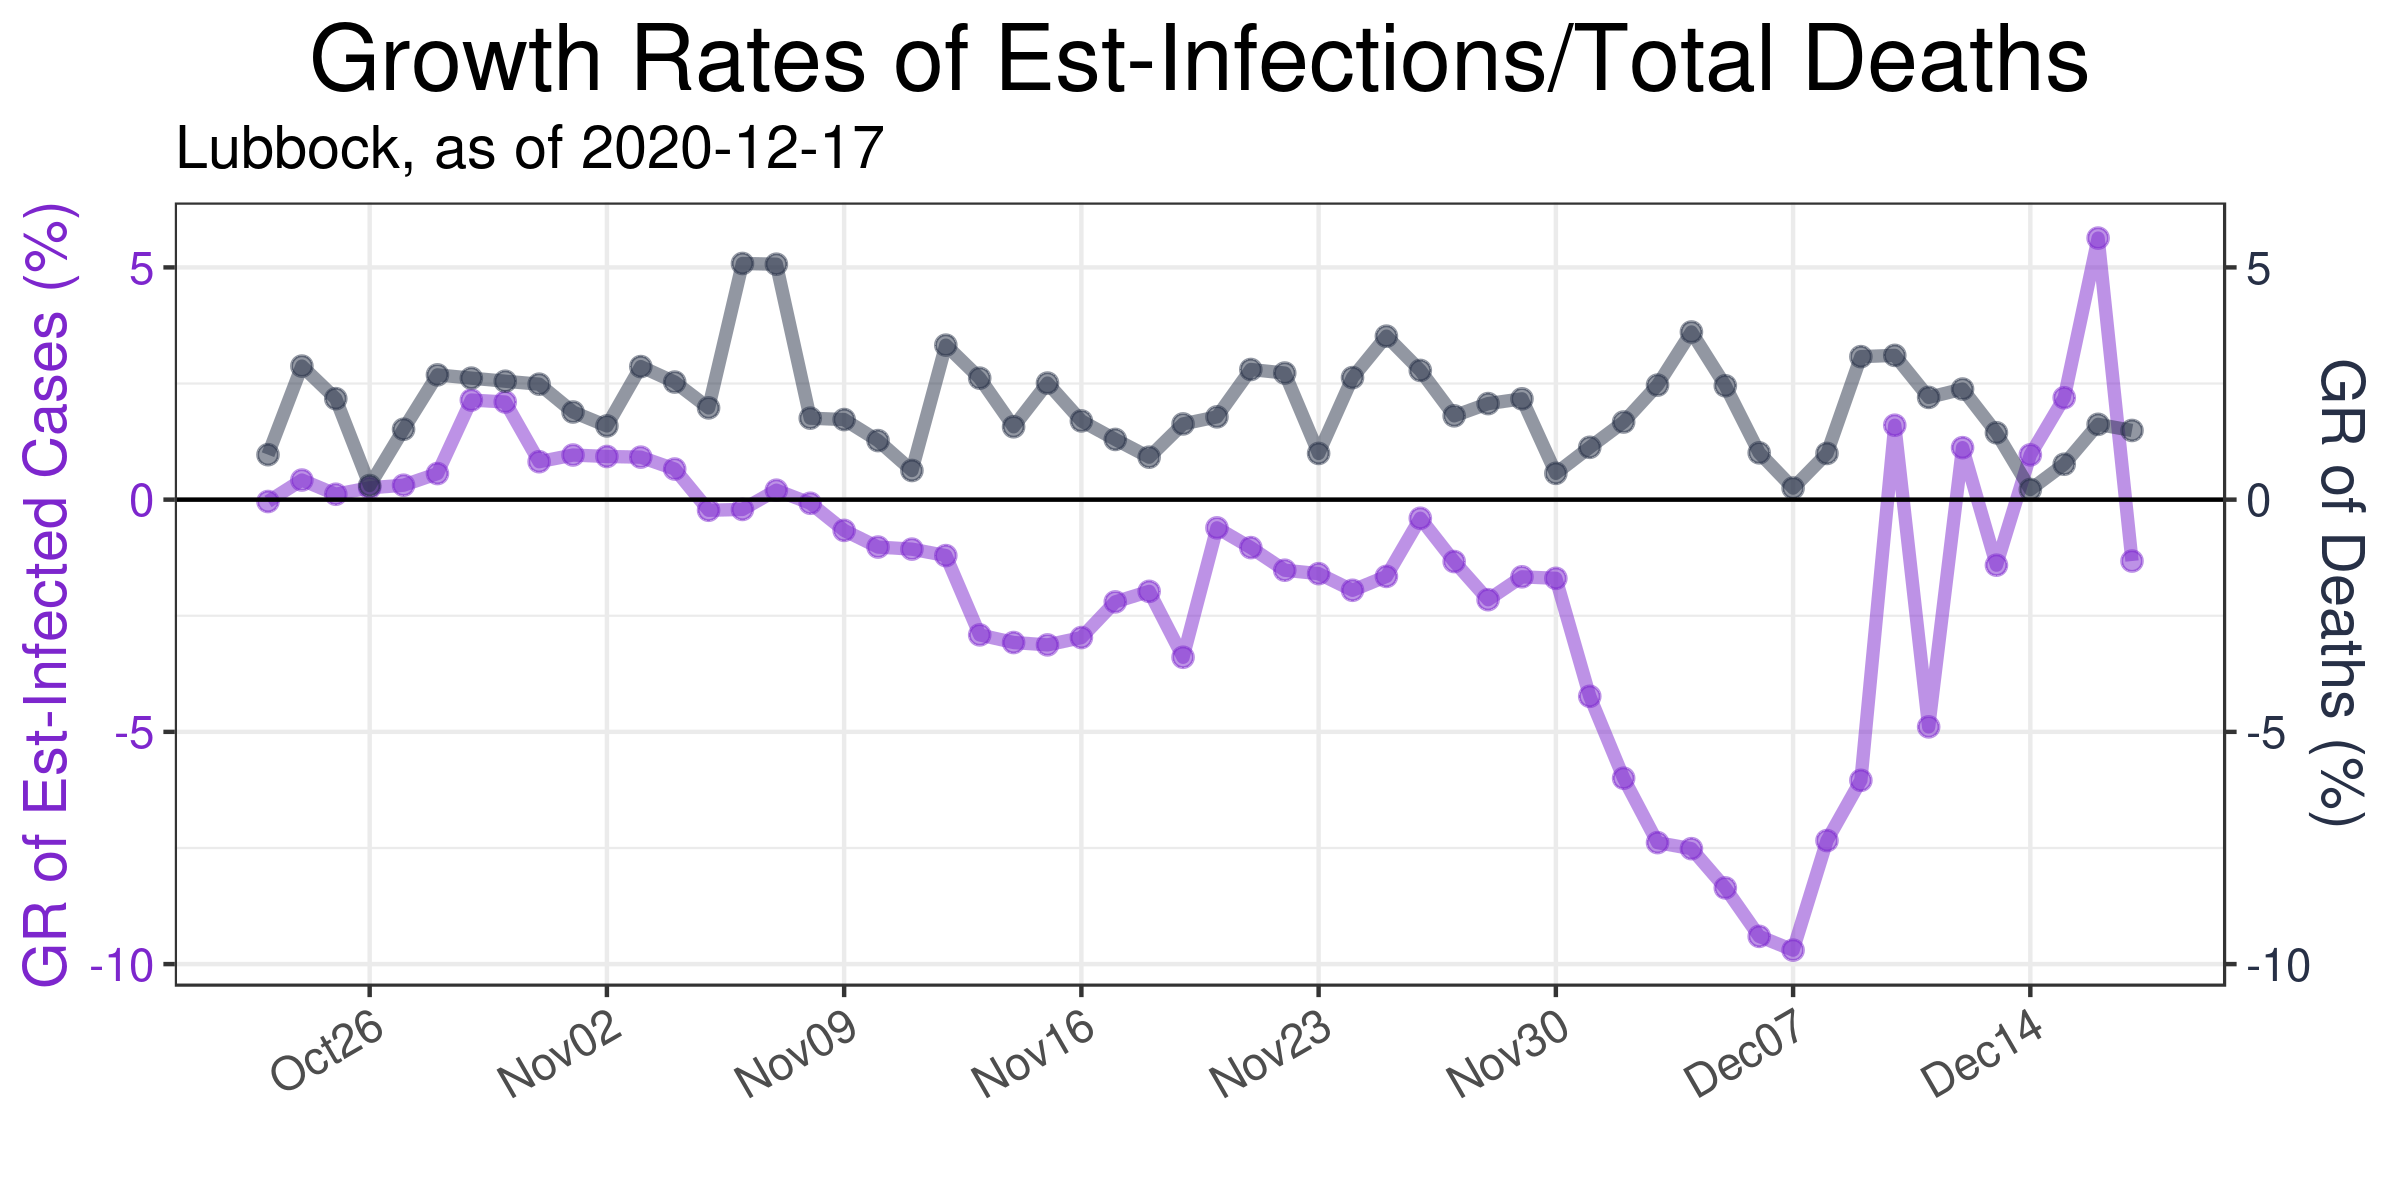 Growth Rates of Est-Infections/Total Deaths
Lubbock, as of 2020-12-17
GR of Est-Infected Cases (%)
5
0
-5
-10
5
0
-5
-10
GR of Deaths (%)
Oct26
Nov02
Nov09
Nov16
Nov23
Nov30
Dec07
Dec14